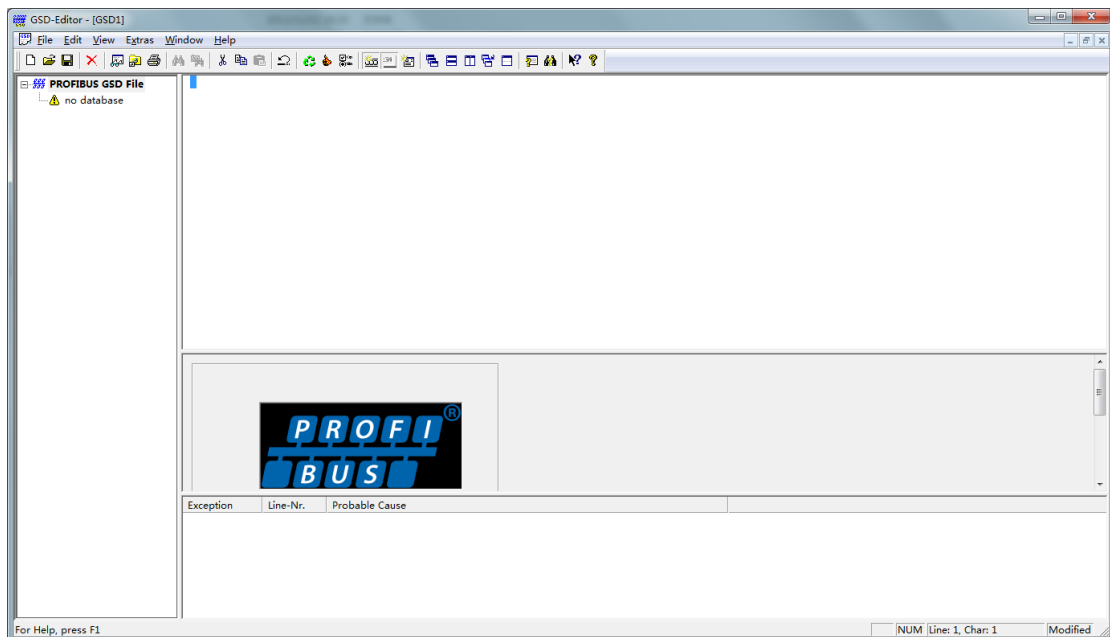 GSD-Editor - [GSD1]
File Edit View Extras Window Help
PROFIBUS GSD File
no database
PROFI®
BUS
Exception Line-Nr. Probable Cause
For Help, press F1 NUM Line: 1, Char: 1 Modified